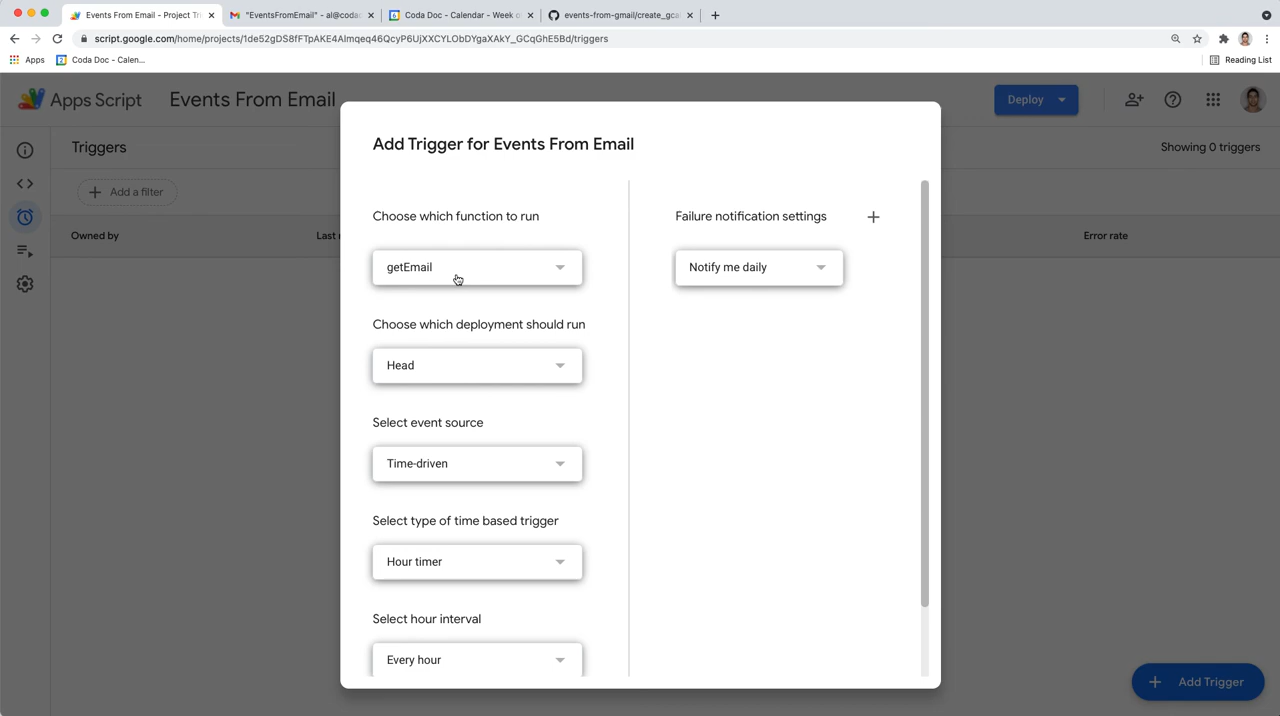 Events From Email - Project Tri
"EventsFromEmail" - al@codac
Coda Doc - Calendar - Week o
events-from-gmail/create_gcal
script.google.com/home/projects/1de52gDS8fFTpAKE4Almqeq46QcyP6UjXXCYLObDYgaXAkY_GCqGhE5Bd/triggers
Apps
Coda Doc - Calen...
Reading List
Apps Script
Events From Email
Deploy
Triggers
Showing 0 triggers
Add a filter
Owned by
Last
Error rate
Add Trigger for Events From Email
Choose which function to run
getEmail
Choose which deployment should run
Head
Select event source
Time-driven
Select type of time based trigger
Hour timer
Select hour interval
Every hour
Failure notification settings
Notify me daily
Add Trigger